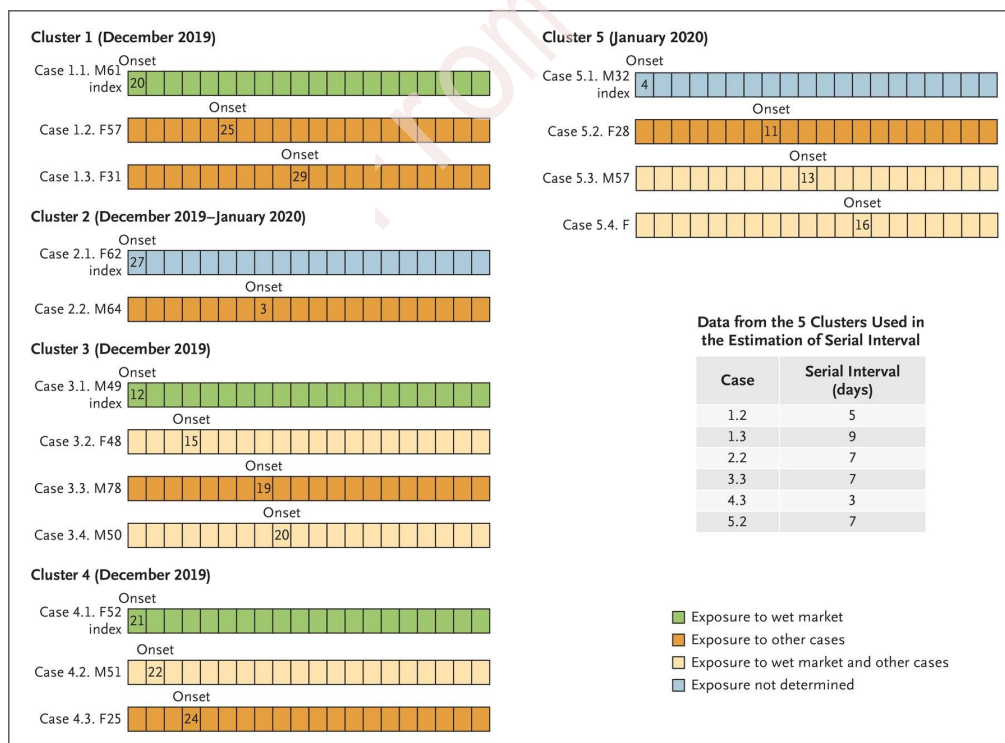 Cluster 1 (December 2019)
Onset
Case 1.1. M61
index
20
Onset
Case 1.2. F57
25
Onset
Case 1.3. F31
29
Cluster 2 (December 2019–January 2020)
Onset
Case 2.1. F62
index
27
Onset
Case 2.2. M64
3
Cluster 3 (December 2019)
Onset
Case 3.1. M49
index
12
Onset
Case 3.2. F48
15
Onset
Case 3.3. M78
19
Onset
Case 3.4. M50
20
Cluster 4 (December 2019)
Onset
Case 4.1. F52
index
21
Onset
Case 4.2. M51
22
Onset
Case 4.3. F25
24
Cluster 5 (January 2020)
Onset
Case 5.1. M32
index
4
Onset
Case 5.2. F28
11
Onset
Case 5.3. M57
13
Onset
Case 5.4. F
16
Data from the 5 Clusters Used in
the Estimation of Serial Interval
Case Serial Interval
(days)
1.2 5
1.3 9
2.2 7
3.3 7
4.3 3
5.2 7
Exposure to wet market
Exposure to other cases
Exposure to wet market and other cases
Exposure not determined